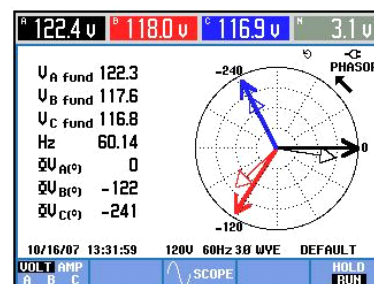 A 122.4 V B 118.0 V C 116.9 V N 3.1 V
PHASOR
-240
V A fund 122.3
V B fund 117.6
V C fund 116.8
Hz 60.14
0
ΦV A(°) 0
ΦV B(°) -122
ΦV C(°) -241
-120
10/16/07 13:31:59 120V 60Hz 3Ø WYE DEFAULT
VOLT AMP
A B C
SCOPE
HOLD
RUN